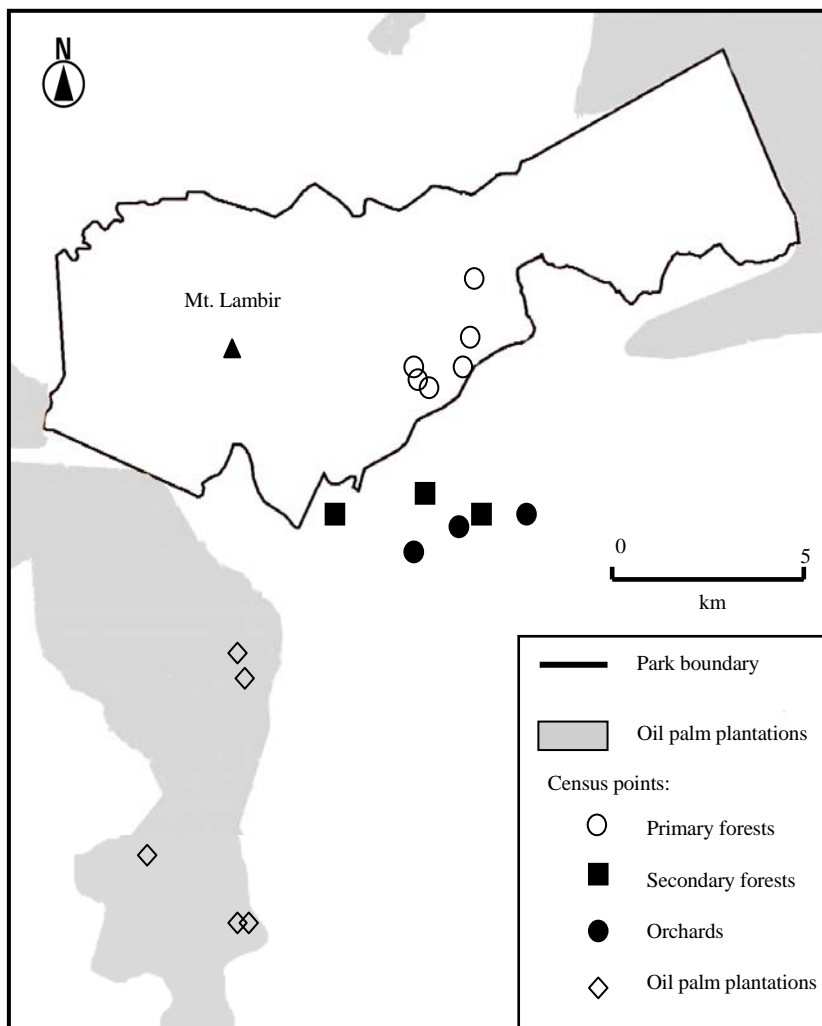 N
Mt. Lambir
0 5
km
Park boundary
Oil palm plantations
Census points:
Primary forests
Secondary forests
Orchards
Oil palm plantations